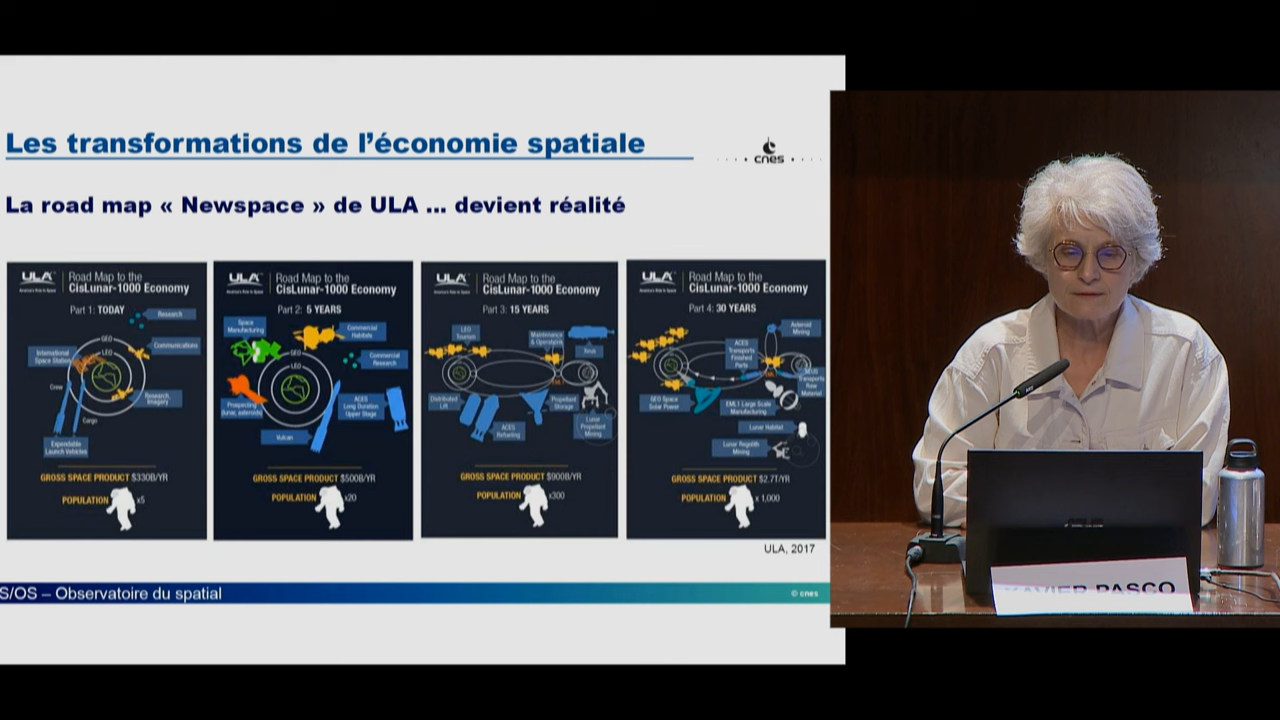 Les transformations de l'économie spatiale
cnes
La road map « Newspace » de ULA ... devient réalité
ULA
Road Map to the
CisLunar-1000 Economy
Part 1: TODAY
Research
GEO
LEO
Communications
International
Space Station
Crew
Research,
Imagery
Cargo
Expendable
Launch Vehicles
GROSS SPACE PRODUCT $330B/YR
POPULATION x5
ULA
Road Map to the
CisLunar-1000 Economy
Part 2: 5 YEARS
Space
Manufacturing
Commercial
Habitats
GEO
LEO
Commercial
Research
Prospecting
(lunar, asteroids)
ACES
Long Duration
Upper Stage
Vulcan
GROSS SPACE PRODUCT $500B/YR
POPULATION x20
ULA
Road Map to the
CisLunar-1000 Economy
Part 3: 15 YEARS
LEO
Tourism
Maintenance
& Operations
Distributed
Lift
Propellant
Storage
ACES
Refueling
Lunar
Propellant
Mining
GROSS SPACE PRODUCT $900B/YR
POPULATION x300
ULA
Road Map to the
CisLunar-1000 Economy
Part 4: 30 YEARS
Asteroid
Mining
ACES
Transports
Finished
Parts
XEUS
Transports
Raw
Material
GEO Space
Solar Power
EML1 Large Scale
Manufacturing
Lunar Habitat
Lunar Regolith
Mining
GROSS SPACE PRODUCT $2.7T/YR
POPULATION x 1,000
ULA, 2017
S/OS – Observatoire du spatial
© cnes
XAVIER PASCO